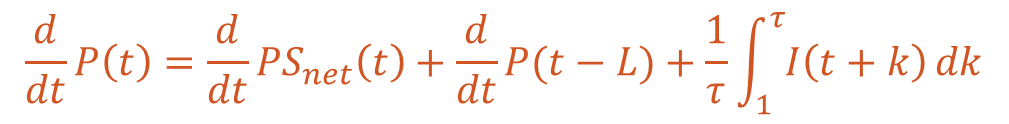 d/dt P(t) = d/dt PS_net(t) + d/dt P(t − L) + 1/τ ∫_1^τ I(t + k) dk